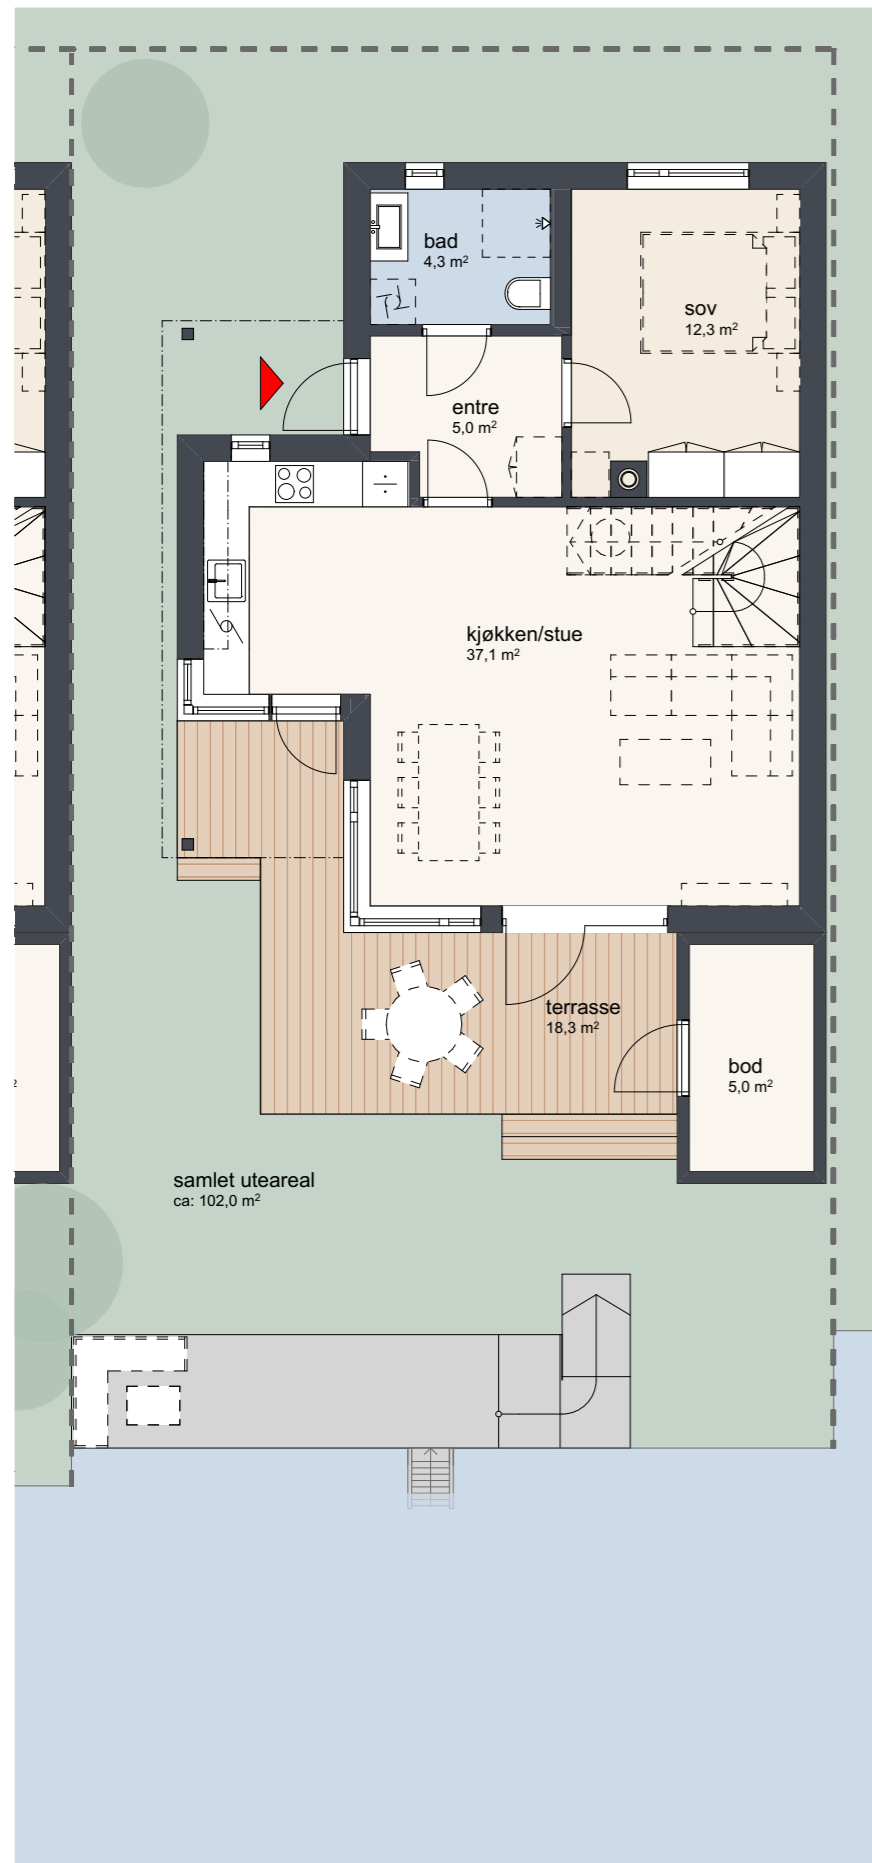 bad
4,3 m²
sov
12,3 m²
entre
5,0 m²
kjøkken/stue
37,1 m²
terrasse
18,3 m²
bod
5,0 m²
samlet uteareal
ca: 102,0 m²